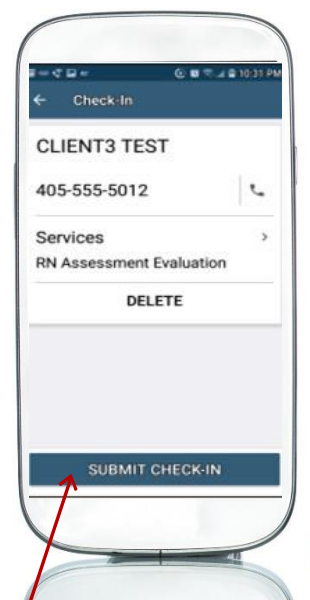 10:31 PM
← Check-In
CLIENT3 TEST
405-555-5012
Services >
RN Assessment Evaluation
DELETE
SUBMIT CHECK-IN